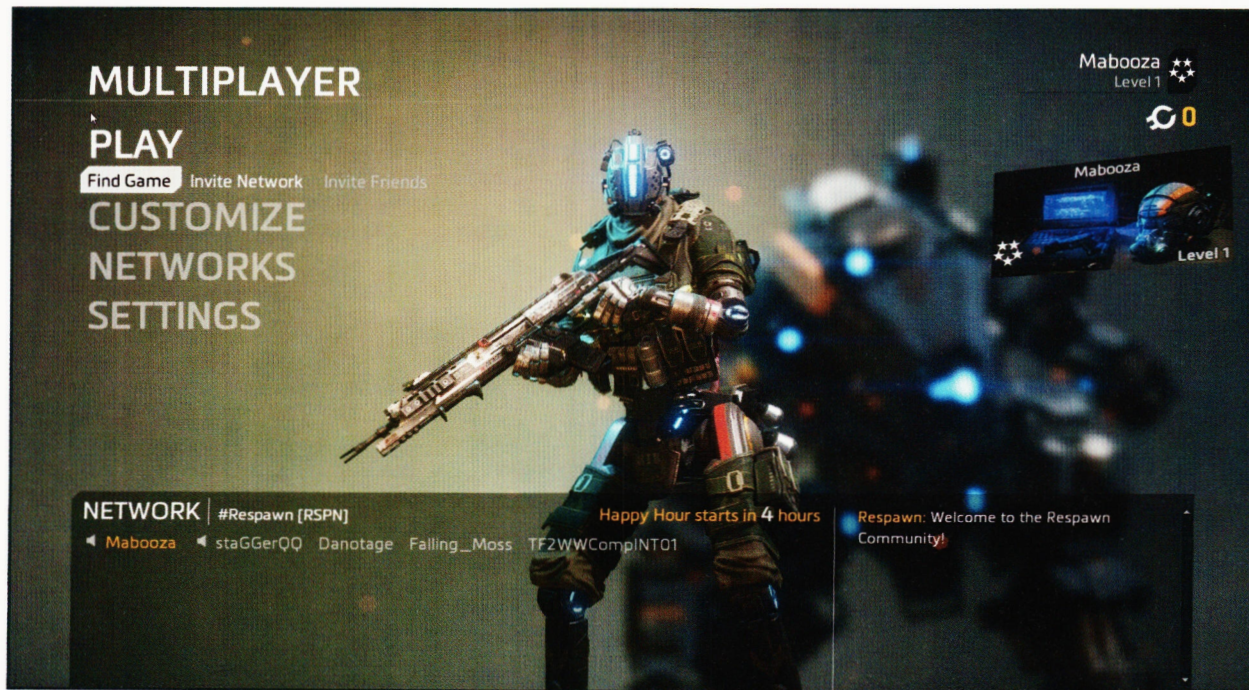 MULTIPLAYER
PLAY
Find Game Invite Network Invite Friends
CUSTOMIZE
NETWORKS
SETTINGS
Mabooza
Level 1
0
Mabooza
Level 1
NETWORK #Respawn [RSPN]
Happy Hour starts in 4 hours
Mabooza staGGerQQ Danotage Falling_Moss TF2WWCompINT01
Respawn: Welcome to the Respawn
Community!